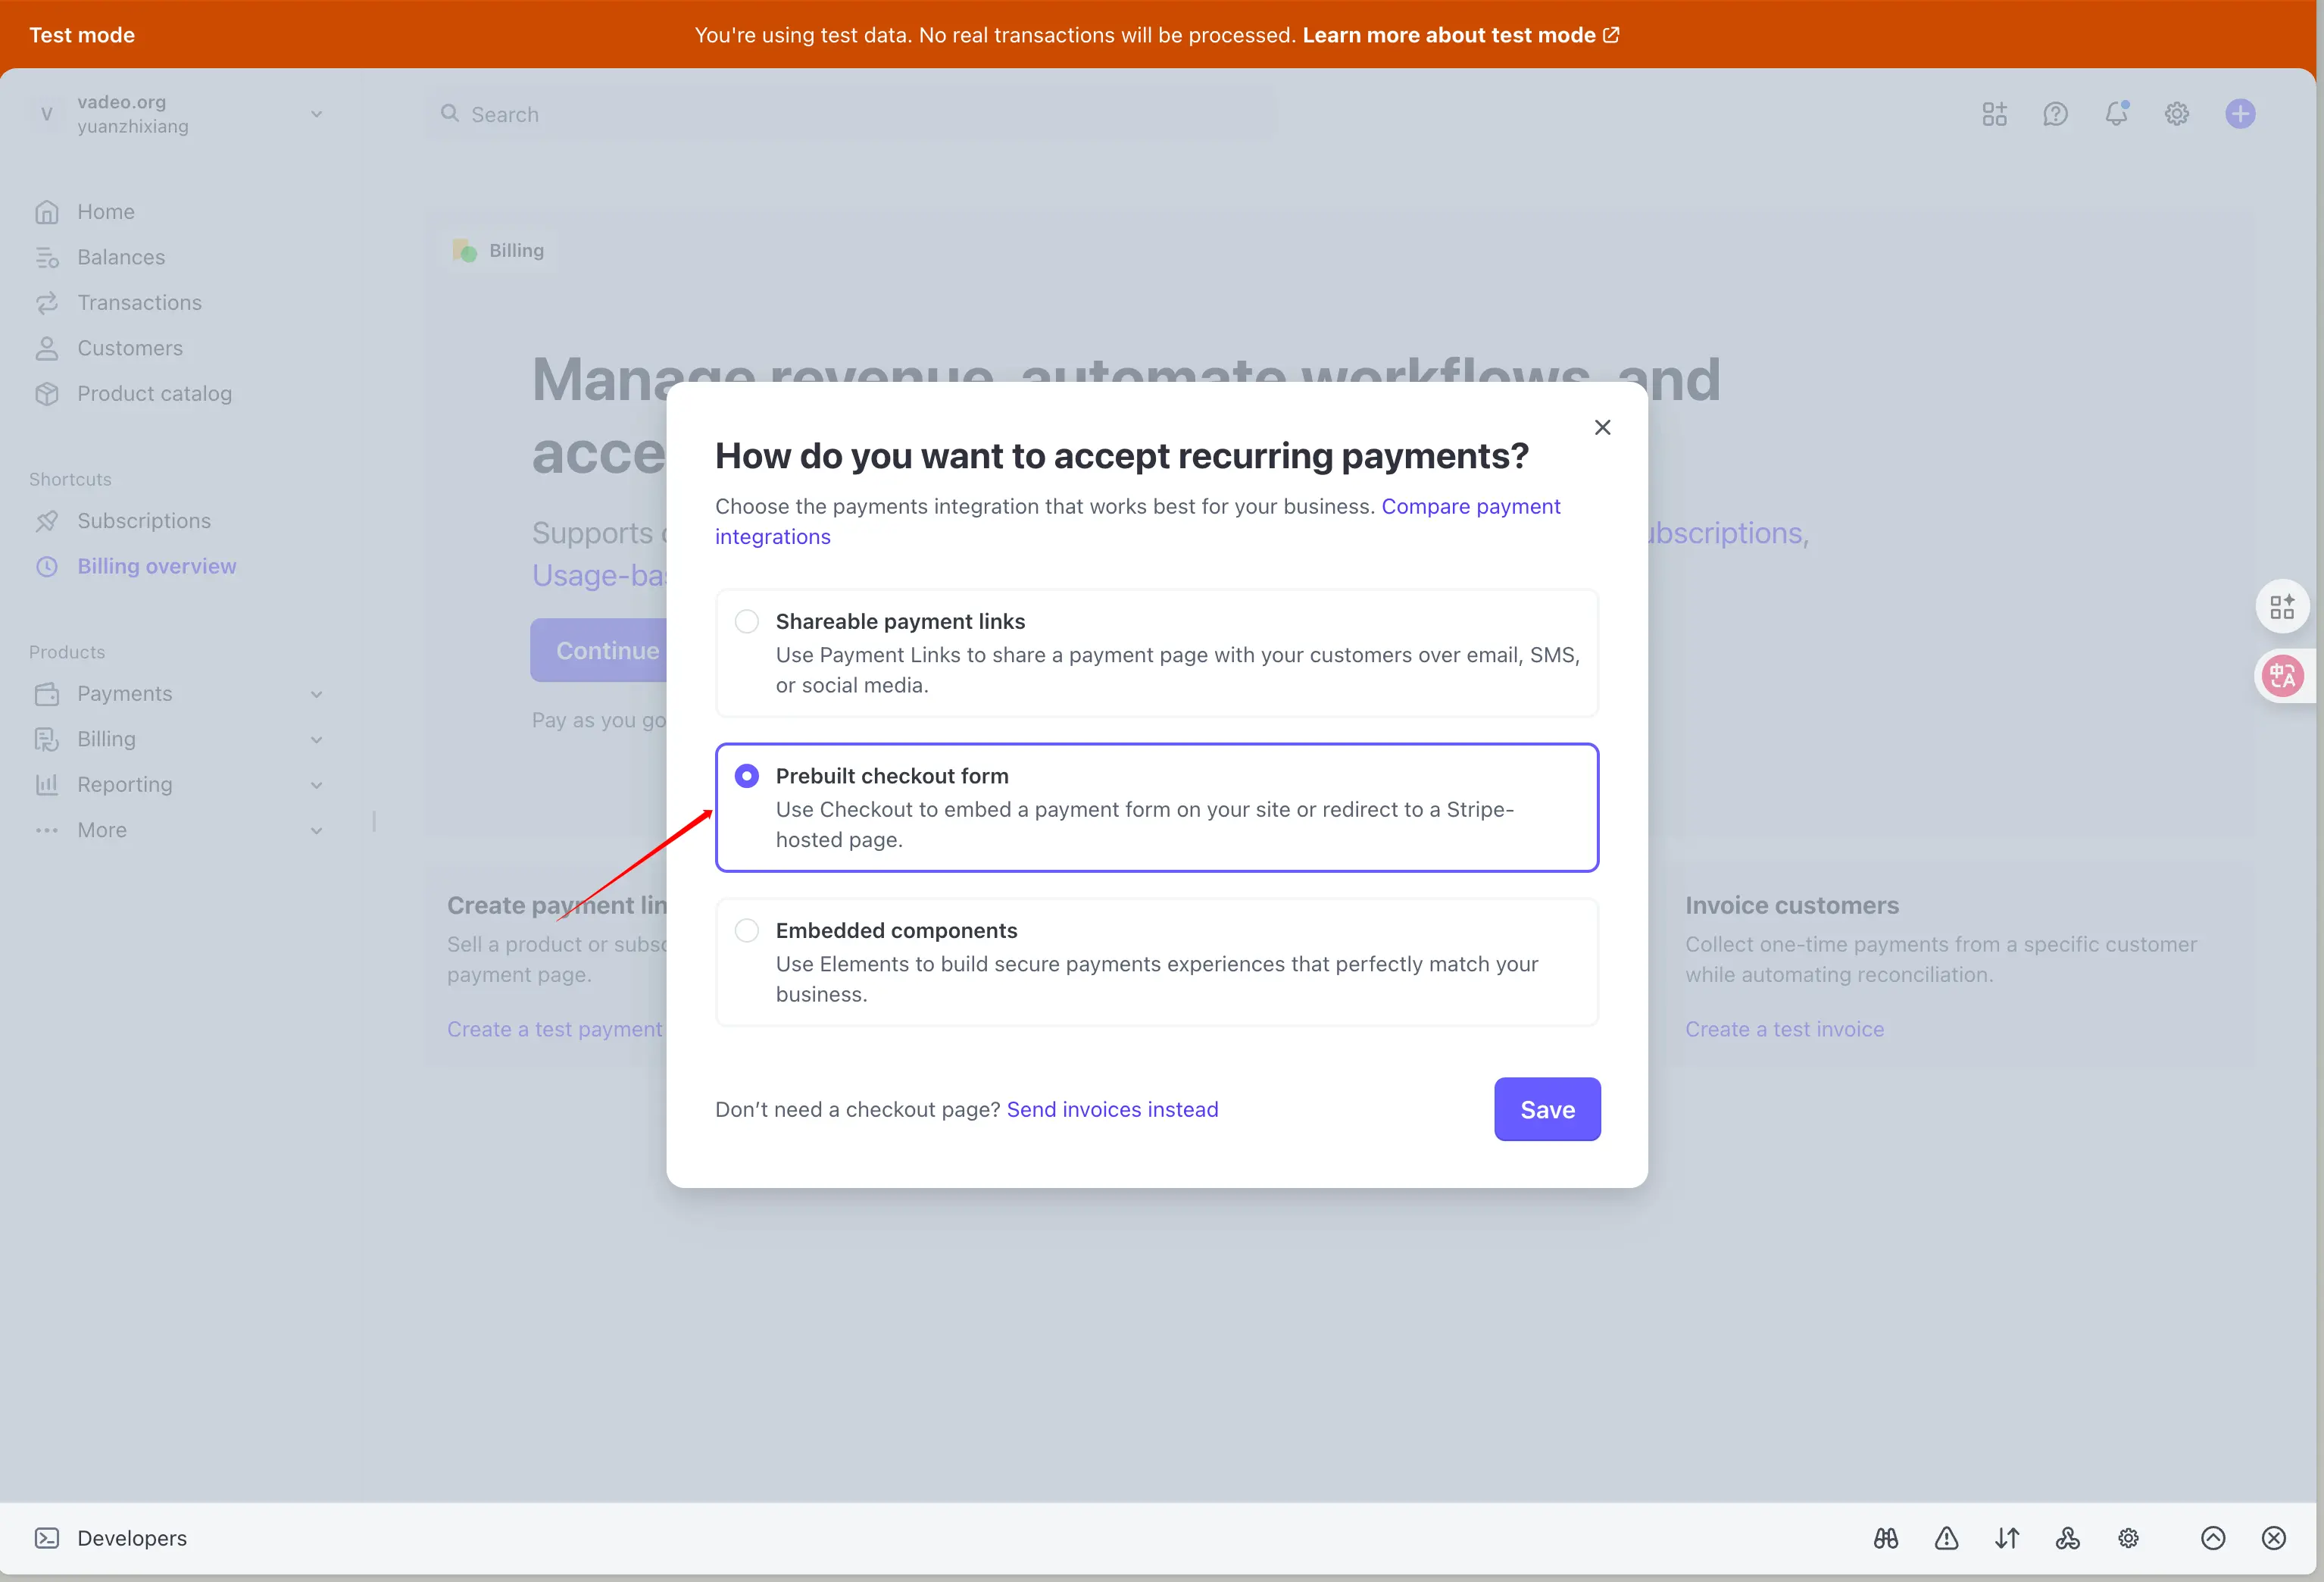 Test mode
You're using test data. No real transactions will be processed. Learn more about test mode
V
vadeo.org
yuanzhixiang
Search
Home
Balances
Transactions
Customers
Product catalog
Shortcuts
Subscriptions
Billing overview
Products
Payments
Billing
Reporting
More
Billing
Manage revenue, automate workflows, and
acce
Supports
ubscriptions,
Usage-bas
Continue
Pay as you go
How do you want to accept recurring payments?
Choose the payments integration that works best for your business. Compare payment
integrations
Shareable payment links
Use Payment Links to share a payment page with your customers over email, SMS,
or social media.
Prebuilt checkout form
Use Checkout to embed a payment form on your site or redirect to a Stripe-
hosted page.
Embedded components
Use Elements to build secure payments experiences that perfectly match your
business.
Don’t need a checkout page? Send invoices instead
Save
Create payment lin
Sell a product or subsc
payment page.
Create a test payment
Invoice customers
Collect one-time payments from a specific customer
while automating reconciliation.
Create a test invoice
中A
Developers